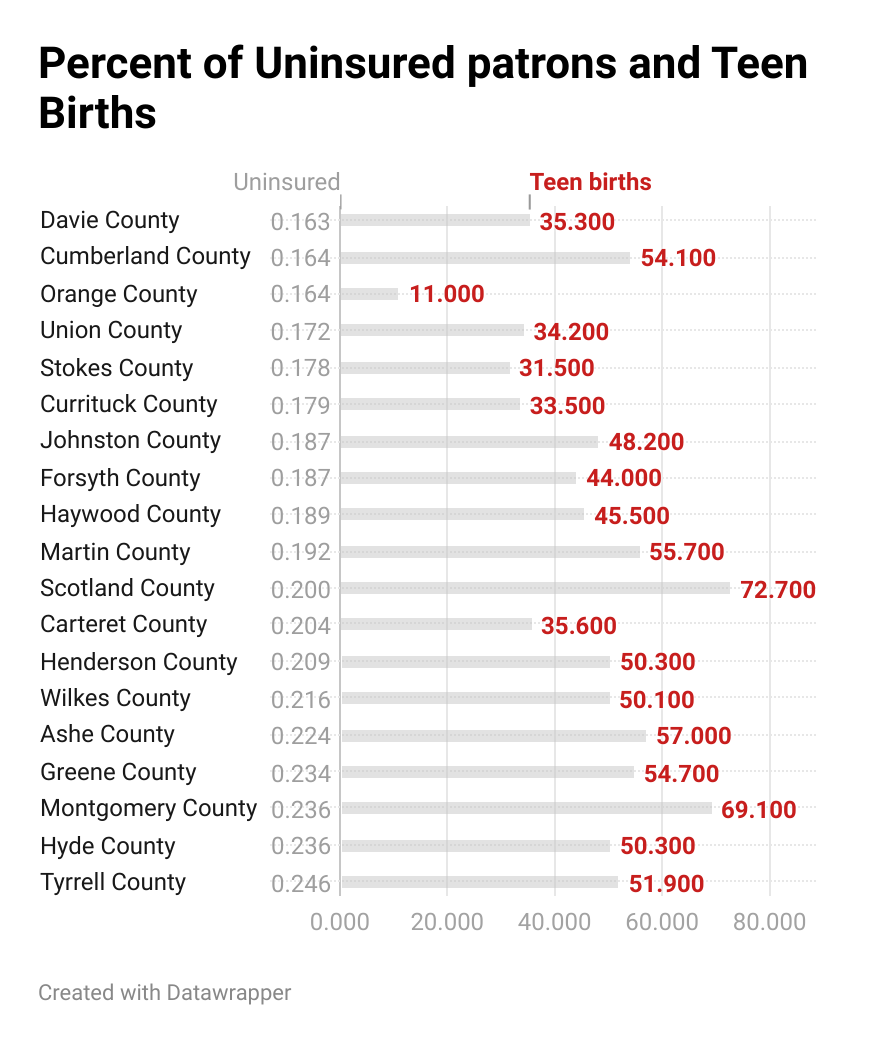 Percent of Uninsured patrons and Teen
Births
Uninsured Teen births
Davie County 0.163 35.300
Cumberland County 0.164 54.100
Orange County 0.164 11.000
Union County 0.172 34.200
Stokes County 0.178 31.500
Currituck County 0.179 33.500
Johnston County 0.187 48.200
Forsyth County 0.187 44.000
Haywood County 0.189 45.500
Martin County 0.192 55.700
Scotland County 0.200 72.700
Carteret County 0.204 35.600
Henderson County 0.209 50.300
Wilkes County 0.216 50.100
Ashe County 0.224 57.000
Greene County 0.234 54.700
Montgomery County 0.236 69.100
Hyde County 0.236 50.300
Tyrrell County 0.246 51.900
0.000 20.000 40.000 60.000 80.000
Created with Datawrapper